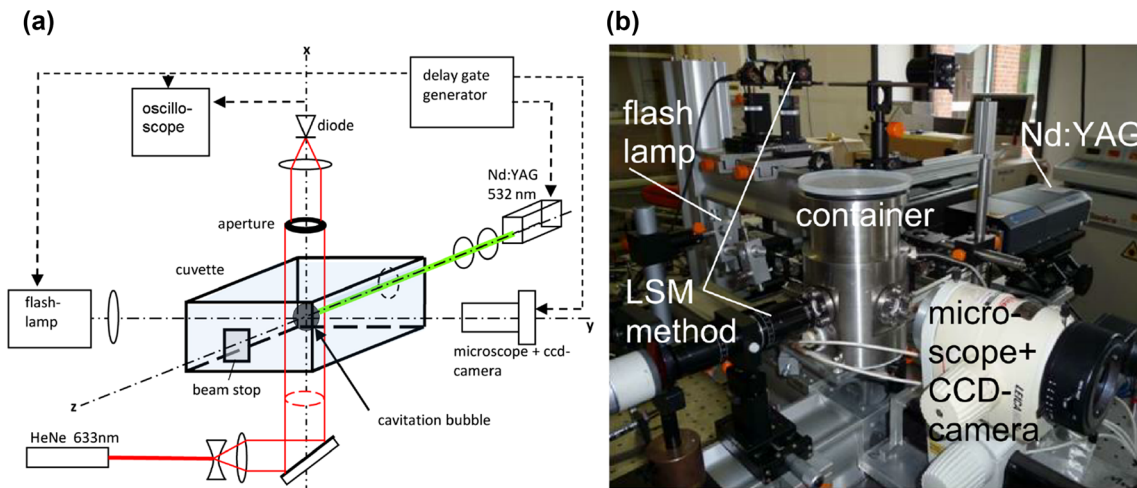 (a)
x
delay gate
generator
oscillo-
scope
diode
Nd:YAG
532 nm
aperture
cuvette
flash-
lamp
y
microscope + ccd-
camera
beam stop
z
cavitation bubble
HeNe 633nm
(b)
flash
lamp
Nd:YAG
container
LSM
method
micro-
scope+
CCD-
camera
LEICA